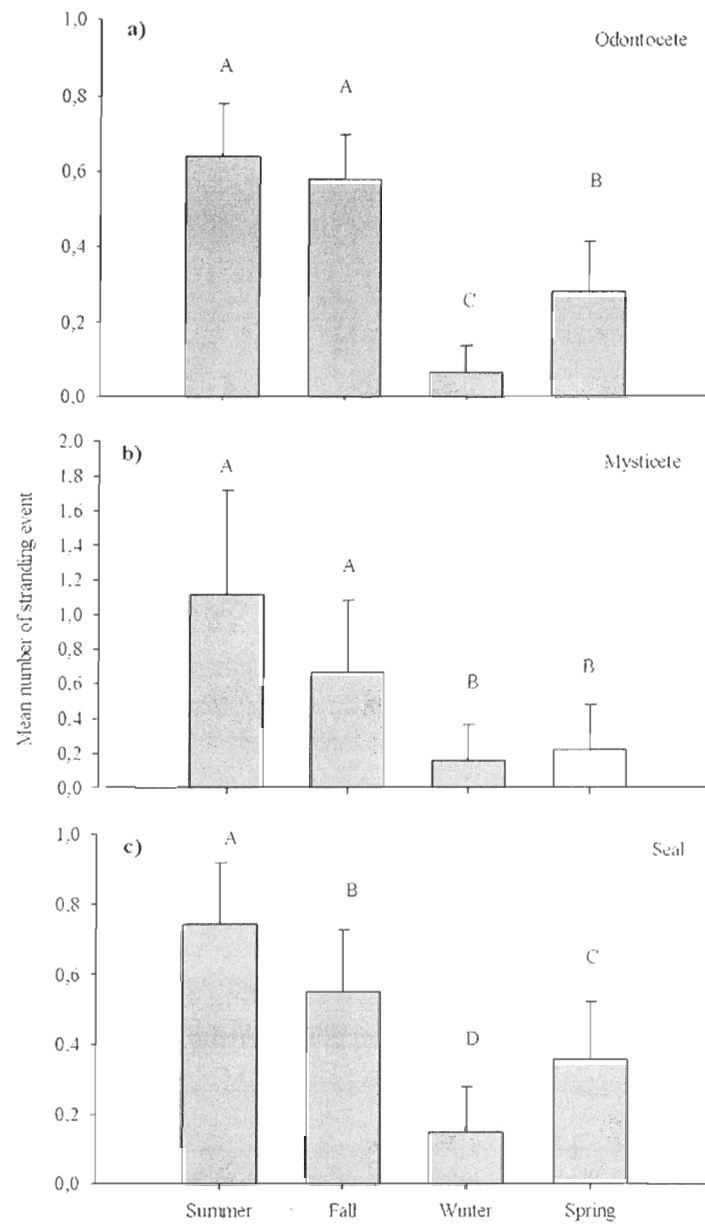 a)
Odontocete
1,0
0,8
0,6
0,4
0,2
0,0
A
A
C
B
b)
Mysticete
2.0
1.8
1.6
1.4
1.2
1.0
0.8
0.6
0.4
0.2
0.0
A
A
B
B
Mean number of stranding event
c)
Seal
1,0
0,8
0,6
0,4
0,2
0,0
A
B
D
C
Summer
Fall
Winter
Spring